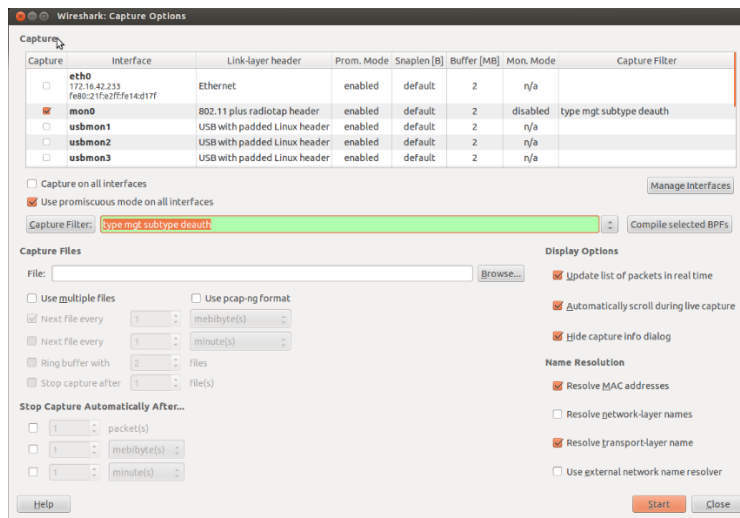 Wireshark: Capture Options
Capture
Capture Interface Link-layer header Prom. Mode Snaplen [B] Buffer [MB] Mon. Mode Capture Filter
eth0
172.16.42.233
fe80::21f:e2ff:fe14:d17f
Ethernet enabled default 2 n/a
mon0 802.11 plus radiotap header enabled default 2 disabled type mgt subtype deauth
usbmon1 USB with padded Linux header enabled default 2 n/a
usbmon2 USB with padded Linux header enabled default 2 n/a
usbmon3 USB with padded Linux header enabled default 2 n/a
Capture on all interfaces
Manage Interfaces
Use promiscuous mode on all interfaces
Capture Filter: type mgt subtype deauth Compile selected BPFs
Capture Files
File: Browse...
Use multiple files Use pcap-ng format
Next file every 1 mebibyte(s)
Next file every 1 minute(s)
Ring buffer with 2 files
Stop capture after 1 file(s)
Stop Capture Automatically After...
1 packet(s)
1 mebibyte(s)
1 minute(s)
Display Options
Update list of packets in real time
Automatically scroll during live capture
Hide capture info dialog
Name Resolution
Resolve MAC addresses
Resolve network-layer names
Resolve transport-layer name
Use external network name resolver
Help Start Close